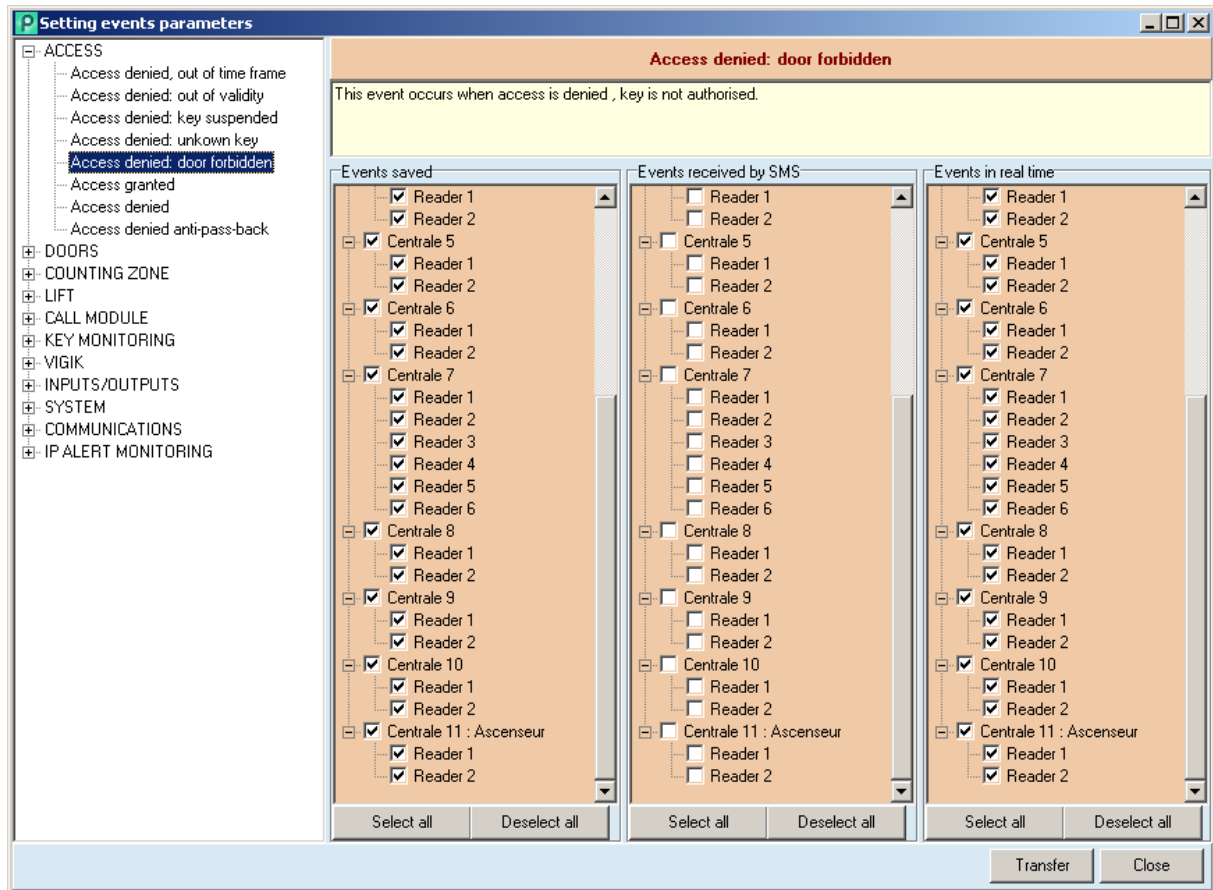 Setting events parameters
ACCESS
Access denied, out of time frame
Access denied: out of validity
Access denied: key suspended
Access denied: unkown key
Access denied: door forbidden
Access granted
Access denied
Access denied anti-pass-back
DOORS
COUNTING ZONE
LIFT
CALL MODULE
KEY MONITORING
VIGIK
INPUTS/OUTPUTS
SYSTEM
COMMUNICATIONS
IP ALERT MONITORING
Access denied: door forbidden
This event occurs when access is denied , key is not authorised.
Events saved
Reader 1
Reader 2
Centrale 5
Reader 1
Reader 2
Centrale 6
Reader 1
Reader 2
Centrale 7
Reader 1
Reader 2
Reader 3
Reader 4
Reader 5
Reader 6
Centrale 8
Reader 1
Reader 2
Centrale 9
Reader 1
Reader 2
Centrale 10
Reader 1
Reader 2
Centrale 11 : Ascenseur
Reader 1
Reader 2
Select all
Deselect all
Events received by SMS
Reader 1
Reader 2
Centrale 5
Reader 1
Reader 2
Centrale 6
Reader 1
Reader 2
Centrale 7
Reader 1
Reader 2
Reader 3
Reader 4
Reader 5
Reader 6
Centrale 8
Reader 1
Reader 2
Centrale 9
Reader 1
Reader 2
Centrale 10
Reader 1
Reader 2
Centrale 11 : Ascenseur
Reader 1
Reader 2
Select all
Deselect all
Events in real time
Reader 1
Reader 2
Centrale 5
Reader 1
Reader 2
Centrale 6
Reader 1
Reader 2
Centrale 7
Reader 1
Reader 2
Reader 3
Reader 4
Reader 5
Reader 6
Centrale 8
Reader 1
Reader 2
Centrale 9
Reader 1
Reader 2
Centrale 10
Reader 1
Reader 2
Centrale 11 : Ascenseur
Reader 1
Reader 2
Select all
Deselect all
Transfer
Close